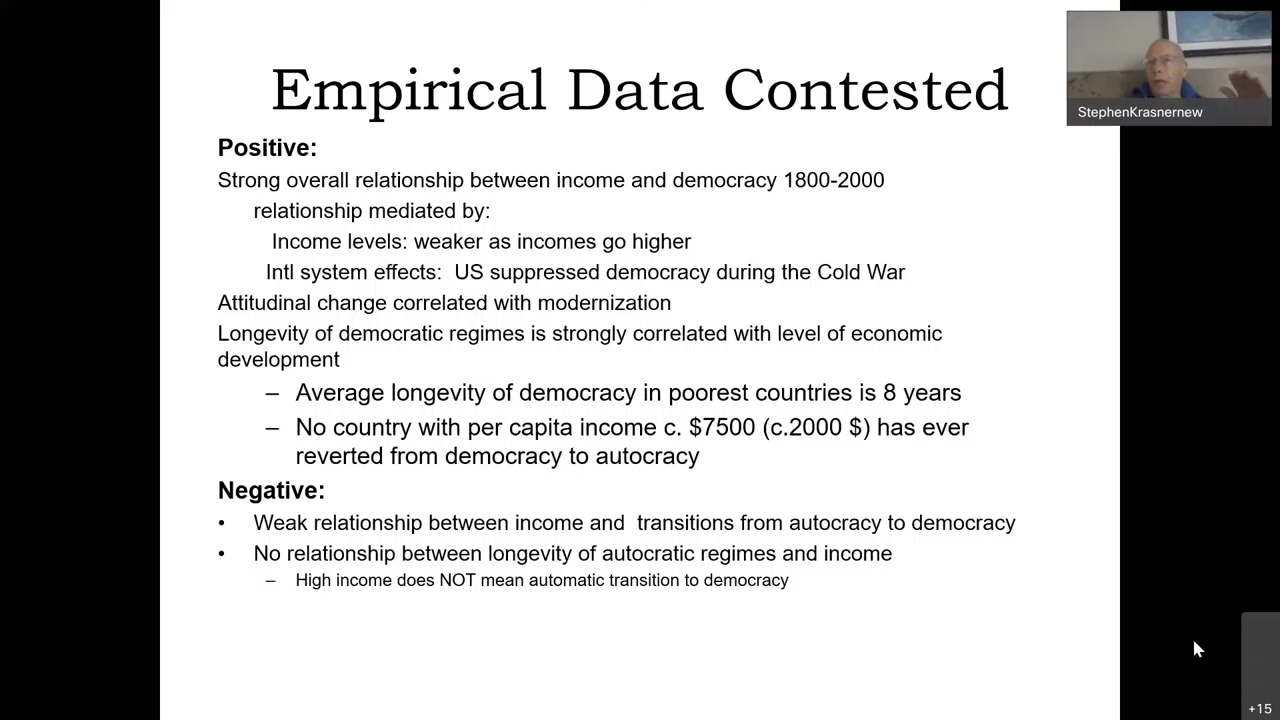 Empirical Data Contested
StephenKrasnernew
Positive:
Strong overall relationship between income and democracy 1800-2000
relationship mediated by:
Income levels: weaker as incomes go higher
Intl system effects:  US suppressed democracy during the Cold War
Attitudinal change correlated with modernization
Longevity of democratic regimes is strongly correlated with level of economic
development
– Average longevity of democracy in poorest countries is 8 years
– No country with per capita income c. $7500 (c.2000 $) has ever
reverted from democracy to autocracy
Negative:
• Weak relationship between income and  transitions from autocracy to democracy
• No relationship between longevity of autocratic regimes and income
– High income does NOT mean automatic transition to democracy
+15